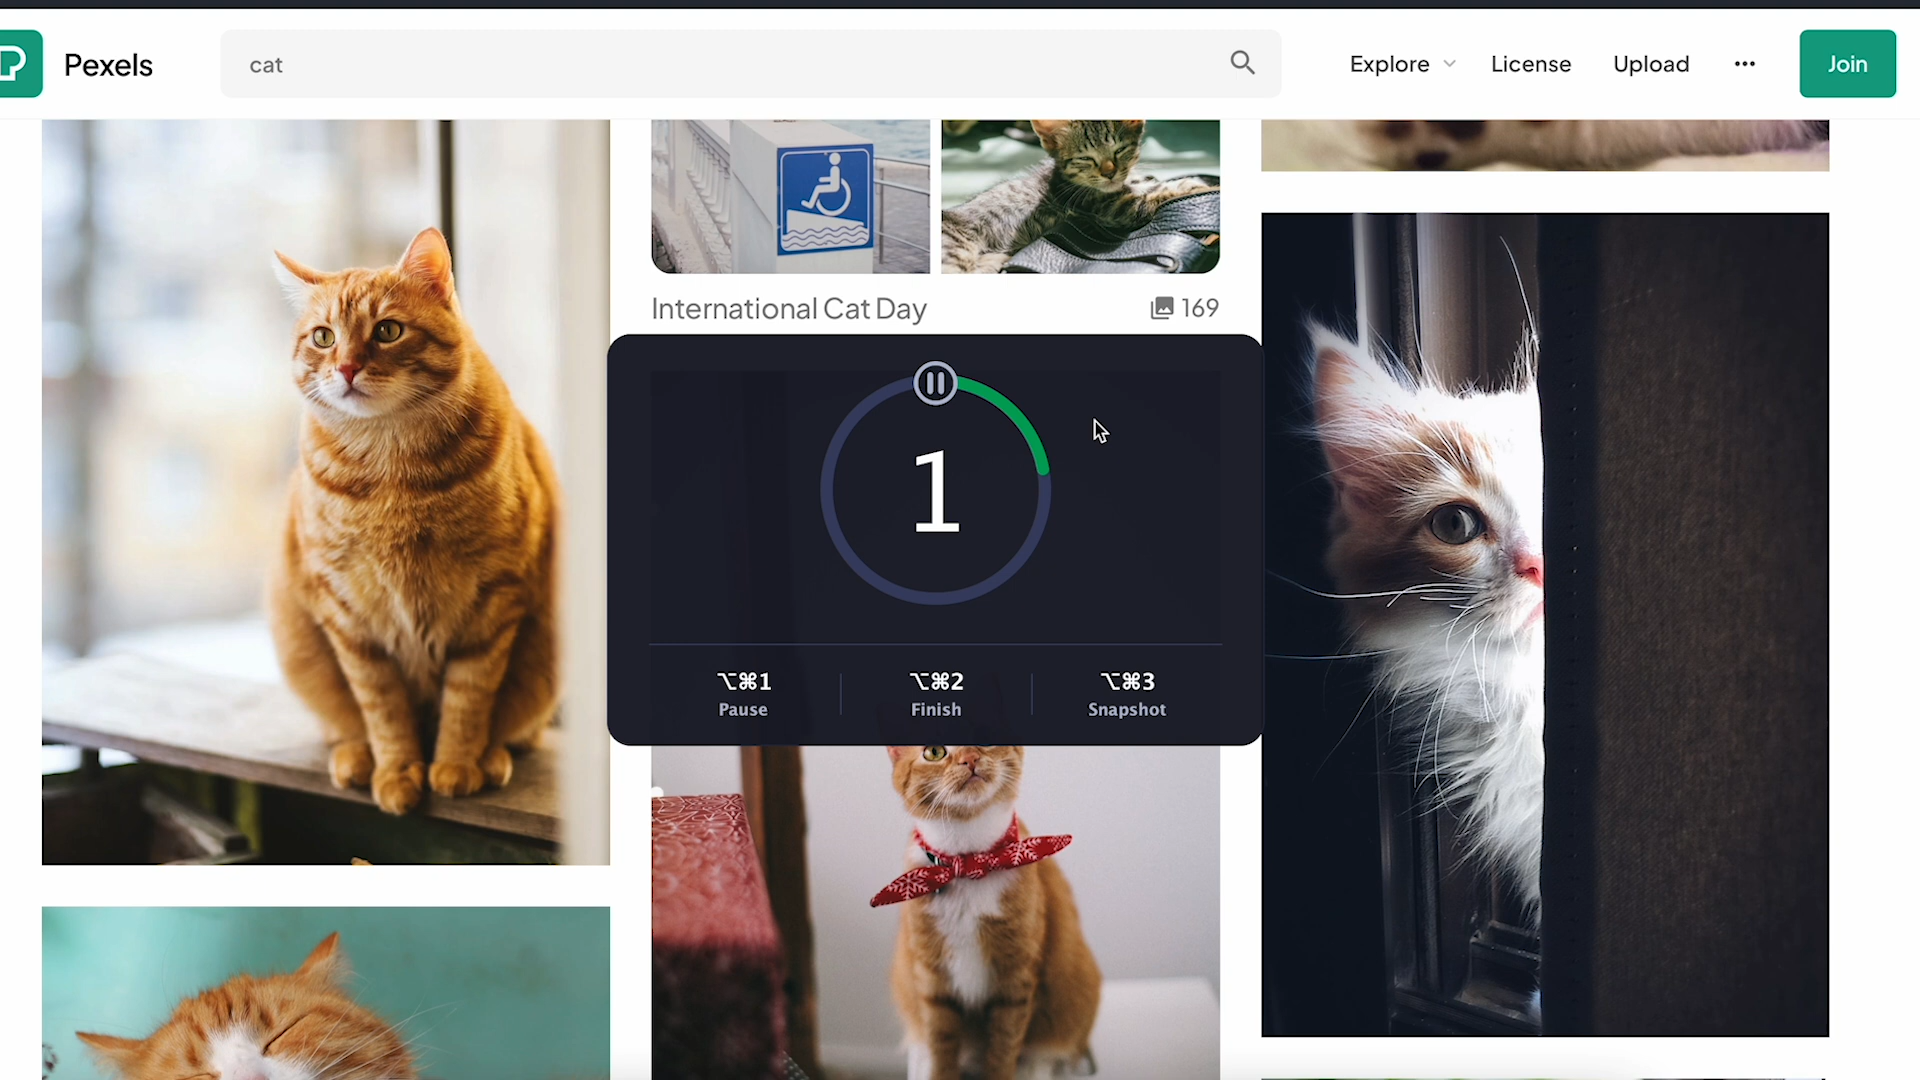 Pexels
cat
Explore
License
Upload
Join
International Cat Day
169
1
⌥⌘1
Pause
⌥⌘2
Finish
⌥⌘3
Snapshot